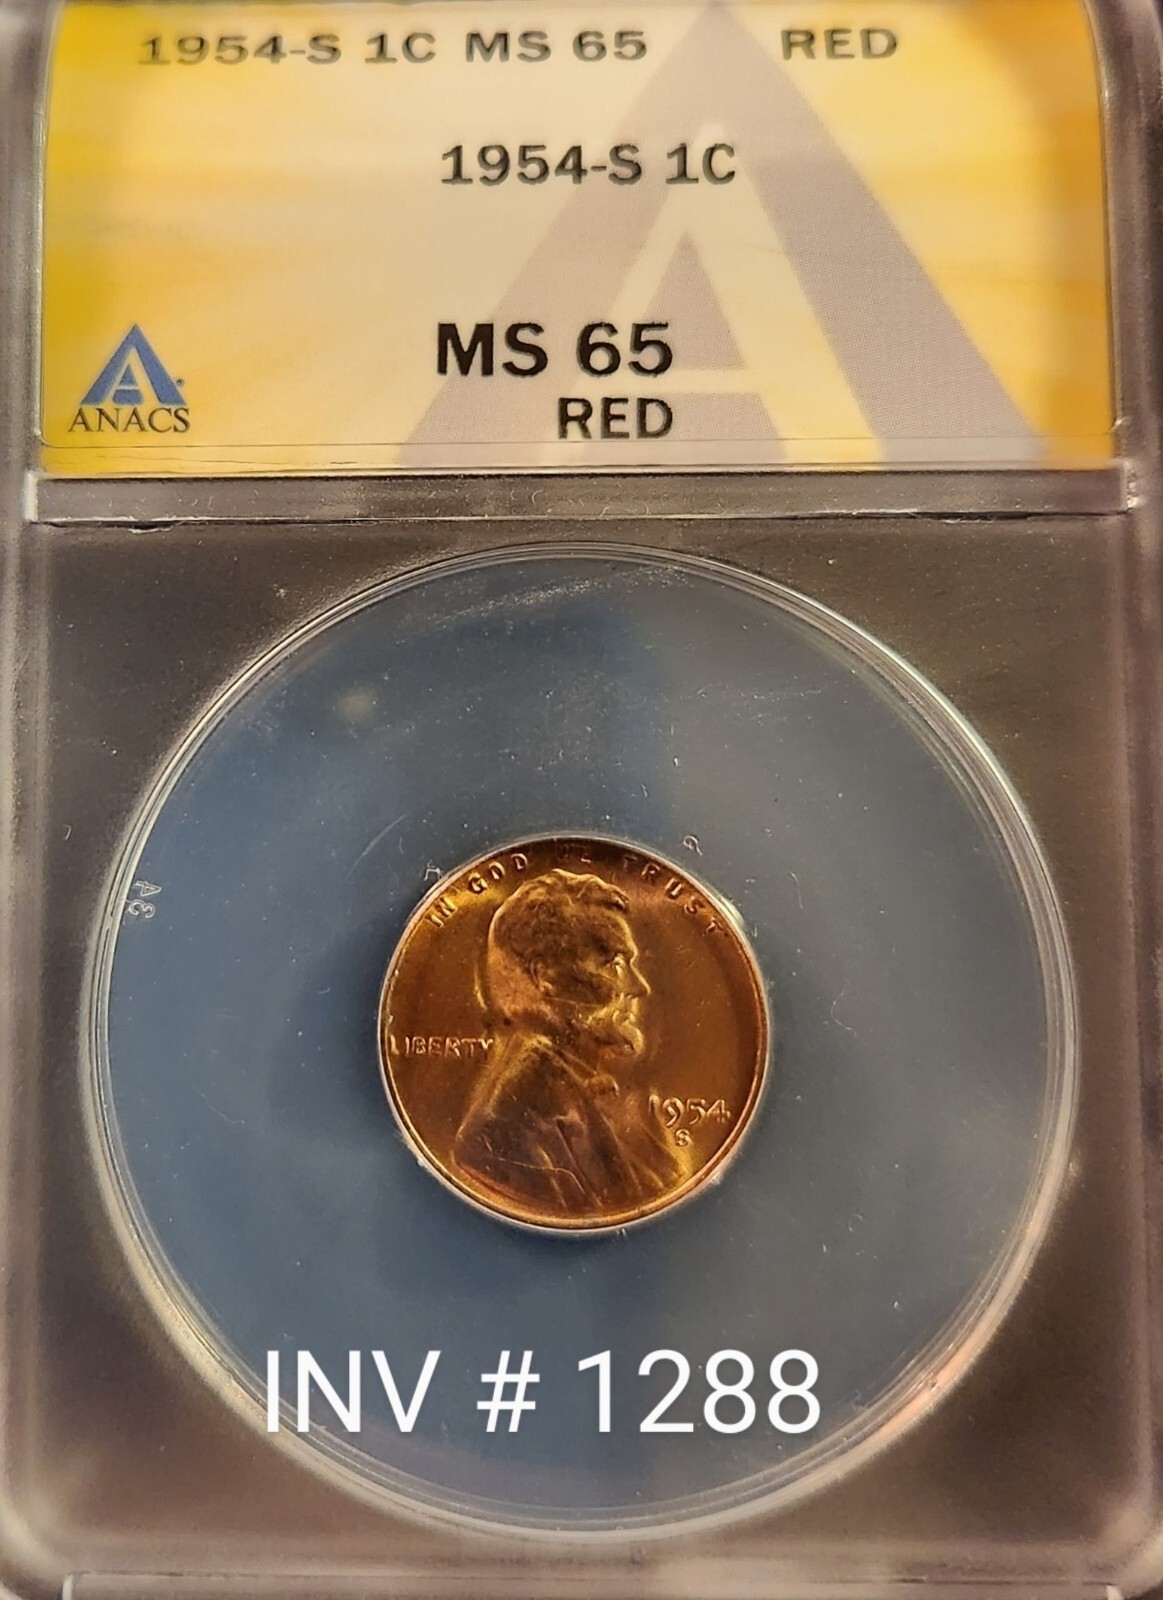 1954-S 1C MS 65 RED
1954-S 1C
MS 65
RED
ANACS
IN GOD WE TRUST
LIBERTY
1954
S
INV # 1288